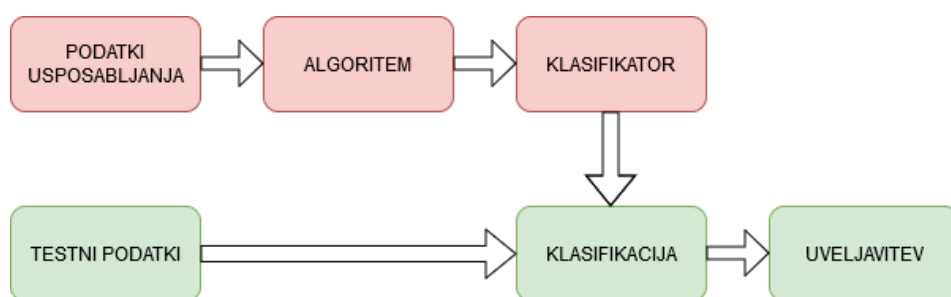 PODATKI
USPOSABLJANJA
ALGORITEM
KLASIFIKATOR
TESTNI PODATKI
KLASIFIKACIJA
UVELJAVITEV